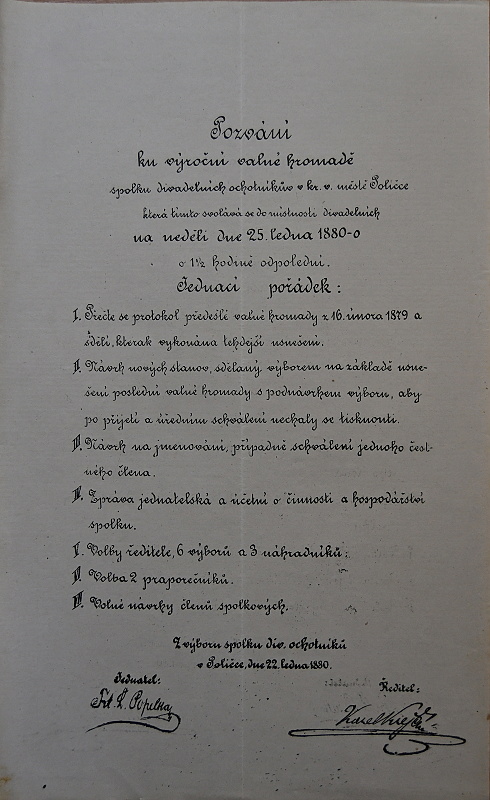 Pozvání
ku výroční valné hromadě
spolku divadelních ochotníkův v kr. v. městě Poličce
která tímto svolává se do místností divadelních
na neděli dne 25. ledna 1880-o
o 1½ hodině odpolední.
Jednací pořádek:
I. Přečte se protokol předešlé valné hromady z 16. února 1879 a
sdělí, kterak vykonána tehdejší usnešení.
II. Návrh nových stanov, sdělaný výborem na základě usne-
šení poslední valné hromady s podnávrhem výboru, aby
po přijetí a úředním schválení nechaly se tisknouti.
III. Návrh na jmenování, případně schválení jednoho čest-
ného člena.
IV. Zpráva jednatelská a účetní o činnosti a hospodářství
spolku.
V. Volby ředitele, 6 výborů a 3 náhradníků;
VI. Volba 2 praporečníků.
VII. Volné návrhy členů spolkových.
Z výboru spolku div. ochotníků
v Poličce, dne 22. ledna 1880.
Jednatel:
Ředitel:
Popelka
Karel